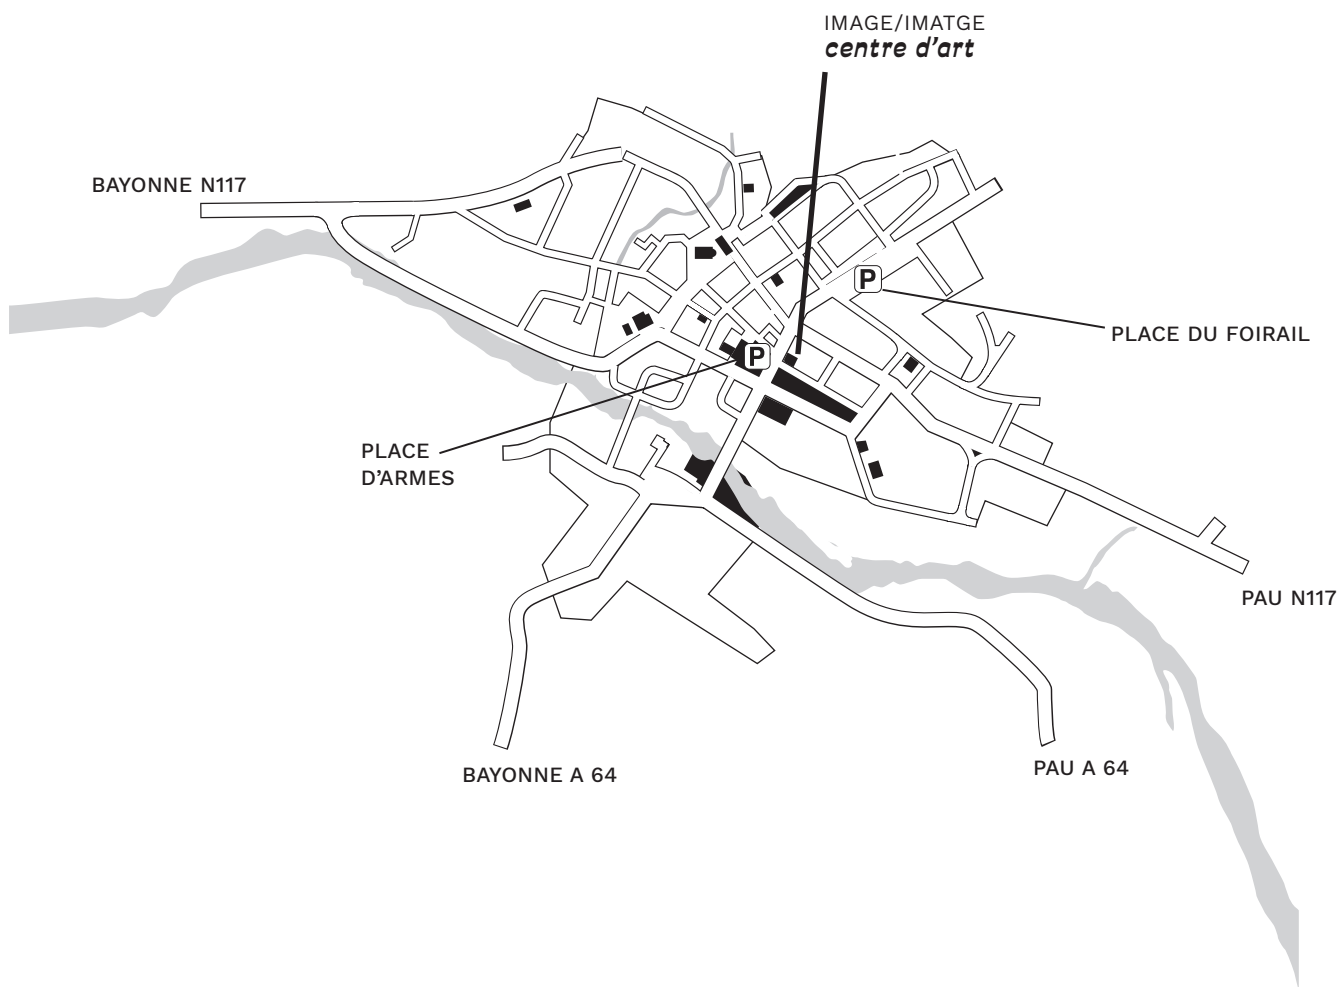 IMAGE/IMATGE
centre d'art
BAYONNE N117
P
PLACE DU FOIRAIL
P
PLACE
D'ARMES
PAU N117
BAYONNE A 64
PAU A 64